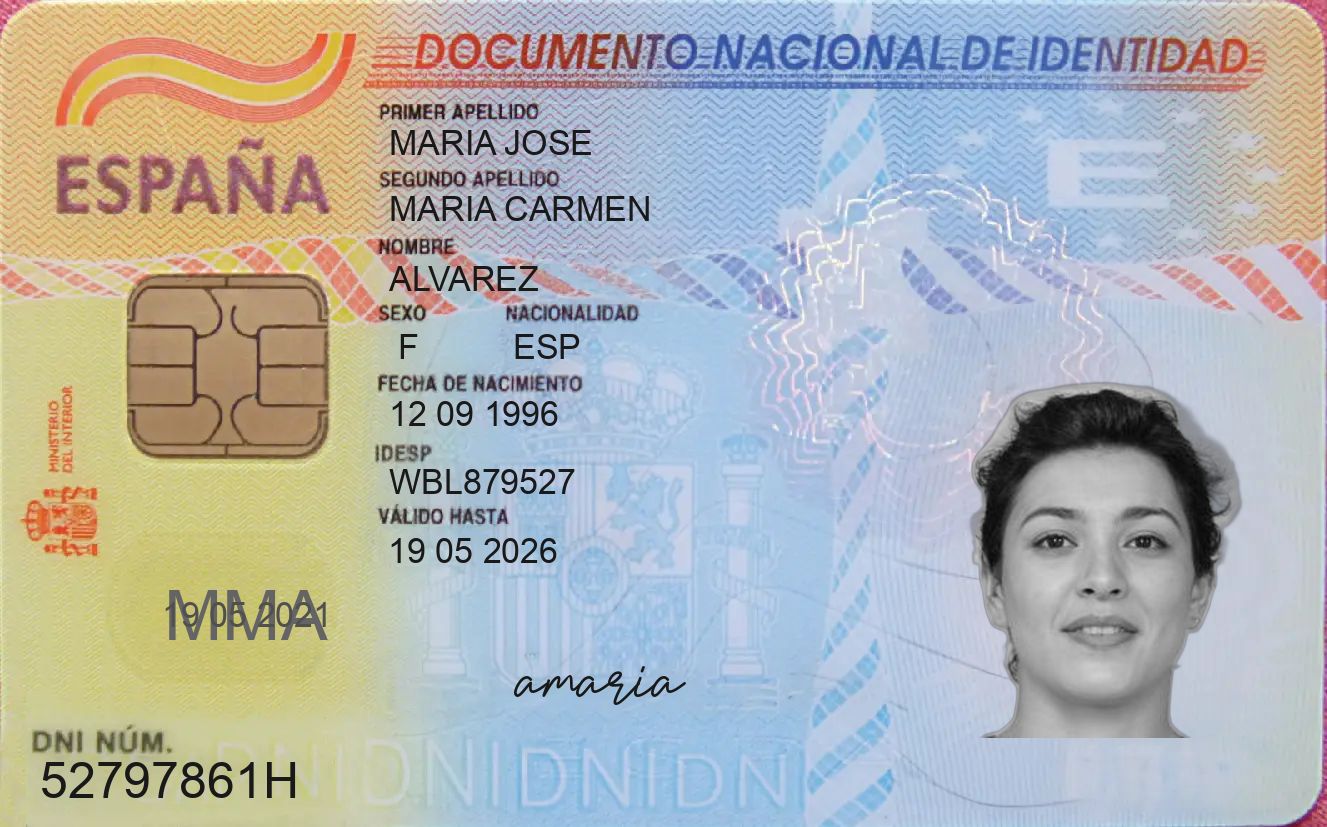 DOCUMENTO NACIONAL DE IDENTIDAD
ESPAÑA
PRIMER APELLIDO
MARIA JOSE
SEGUNDO APELLIDO
MARIA CARMEN
NOMBRE
ALVAREZ
SEXO NACIONALIDAD
F ESP
FECHA DE NACIMIENTO
12 09 1996
IDESP
WBL879527
VÁLIDO HASTA
19 05 2026
MINISTERIO
DEL INTERIOR
E
19 05 2021
MMA
amaria
DNI NÚM.
52797861H
DNIDNIDNIDNI